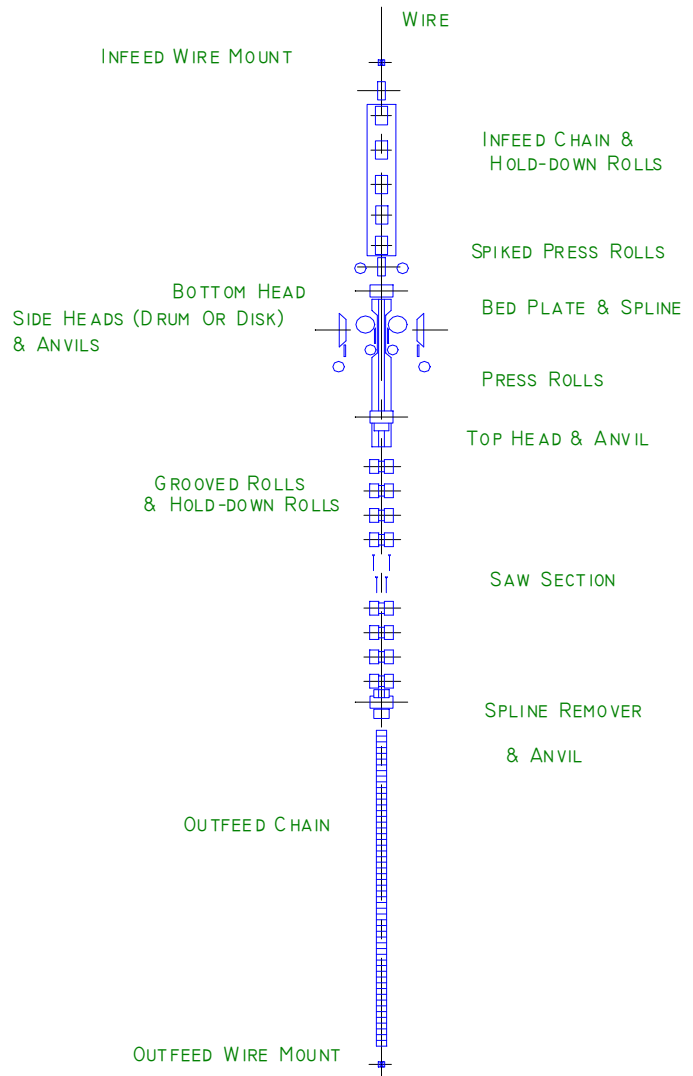 Wire
Infeed Wire Mount
Infeed Chain &
Hold-down Rolls
Spiked Press Rolls
Bottom Head
Bed Plate & Spline
Side Heads (Drum Or Disk)
& Anvils
Press Rolls
Top Head & Anvil
Grooved Rolls
& Hold-down Rolls
Saw Section
Spline Remover
& Anvil
Outfeed Chain
Outfeed Wire Mount